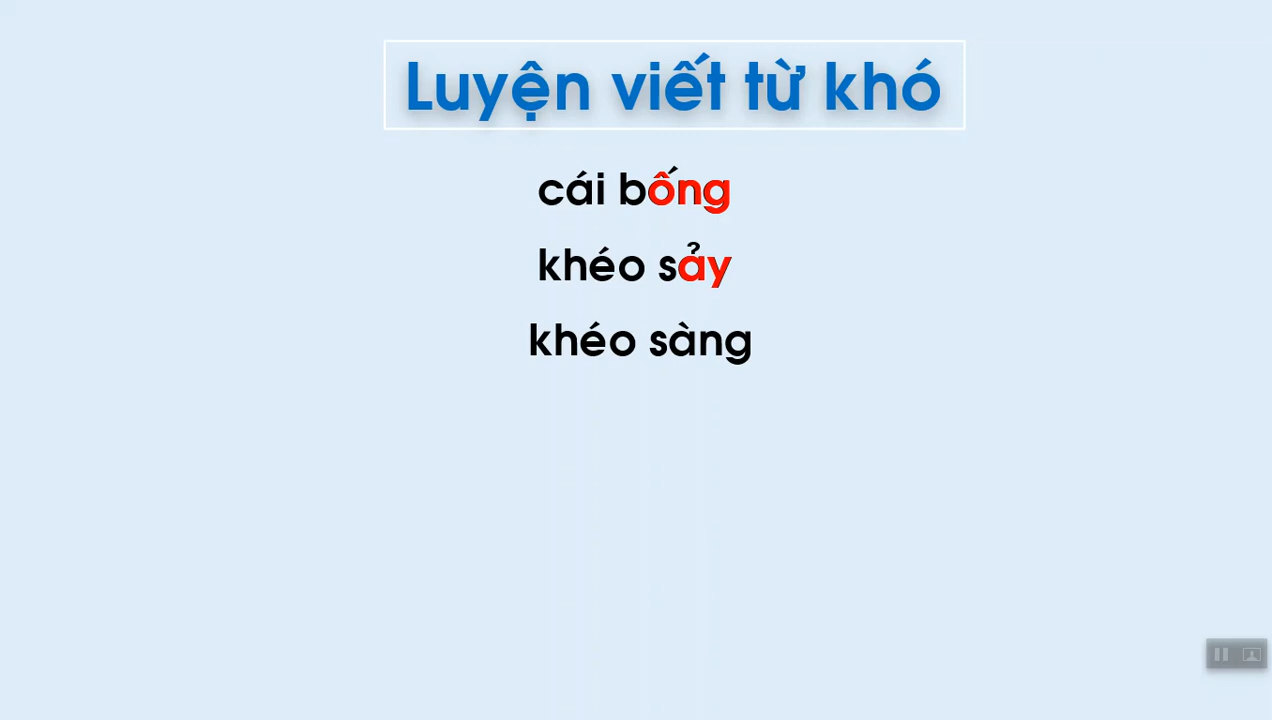 Luyện viết từ khó
cái bống
khéo sảy
khéo sàng